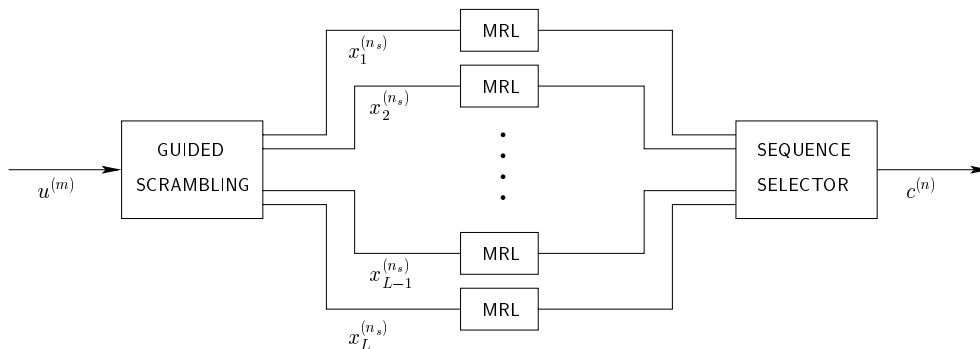 MRL
x_1^{(n_s)}
MRL
x_2^{(n_s)}
GUIDED
SCRAMBLING
SEQUENCE
SELECTOR
u^{(m)}
c^{(n)}
MRL
x_{L-1}^{(n_s)}
MRL
x_L^{(n_s)}